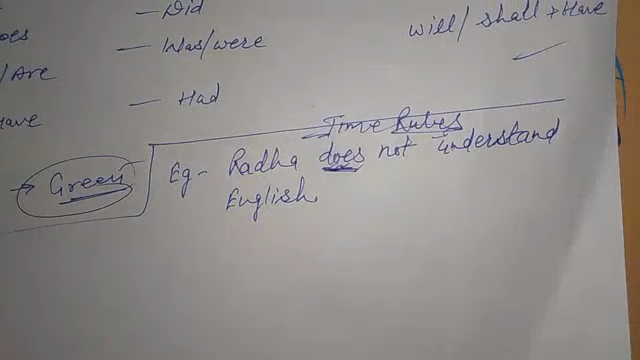 — Did
oes
— Was/were
will/ shall + Have
/Are
— Had
ave
Time Rules
→ Green
Eg- Radha does not understand
English.